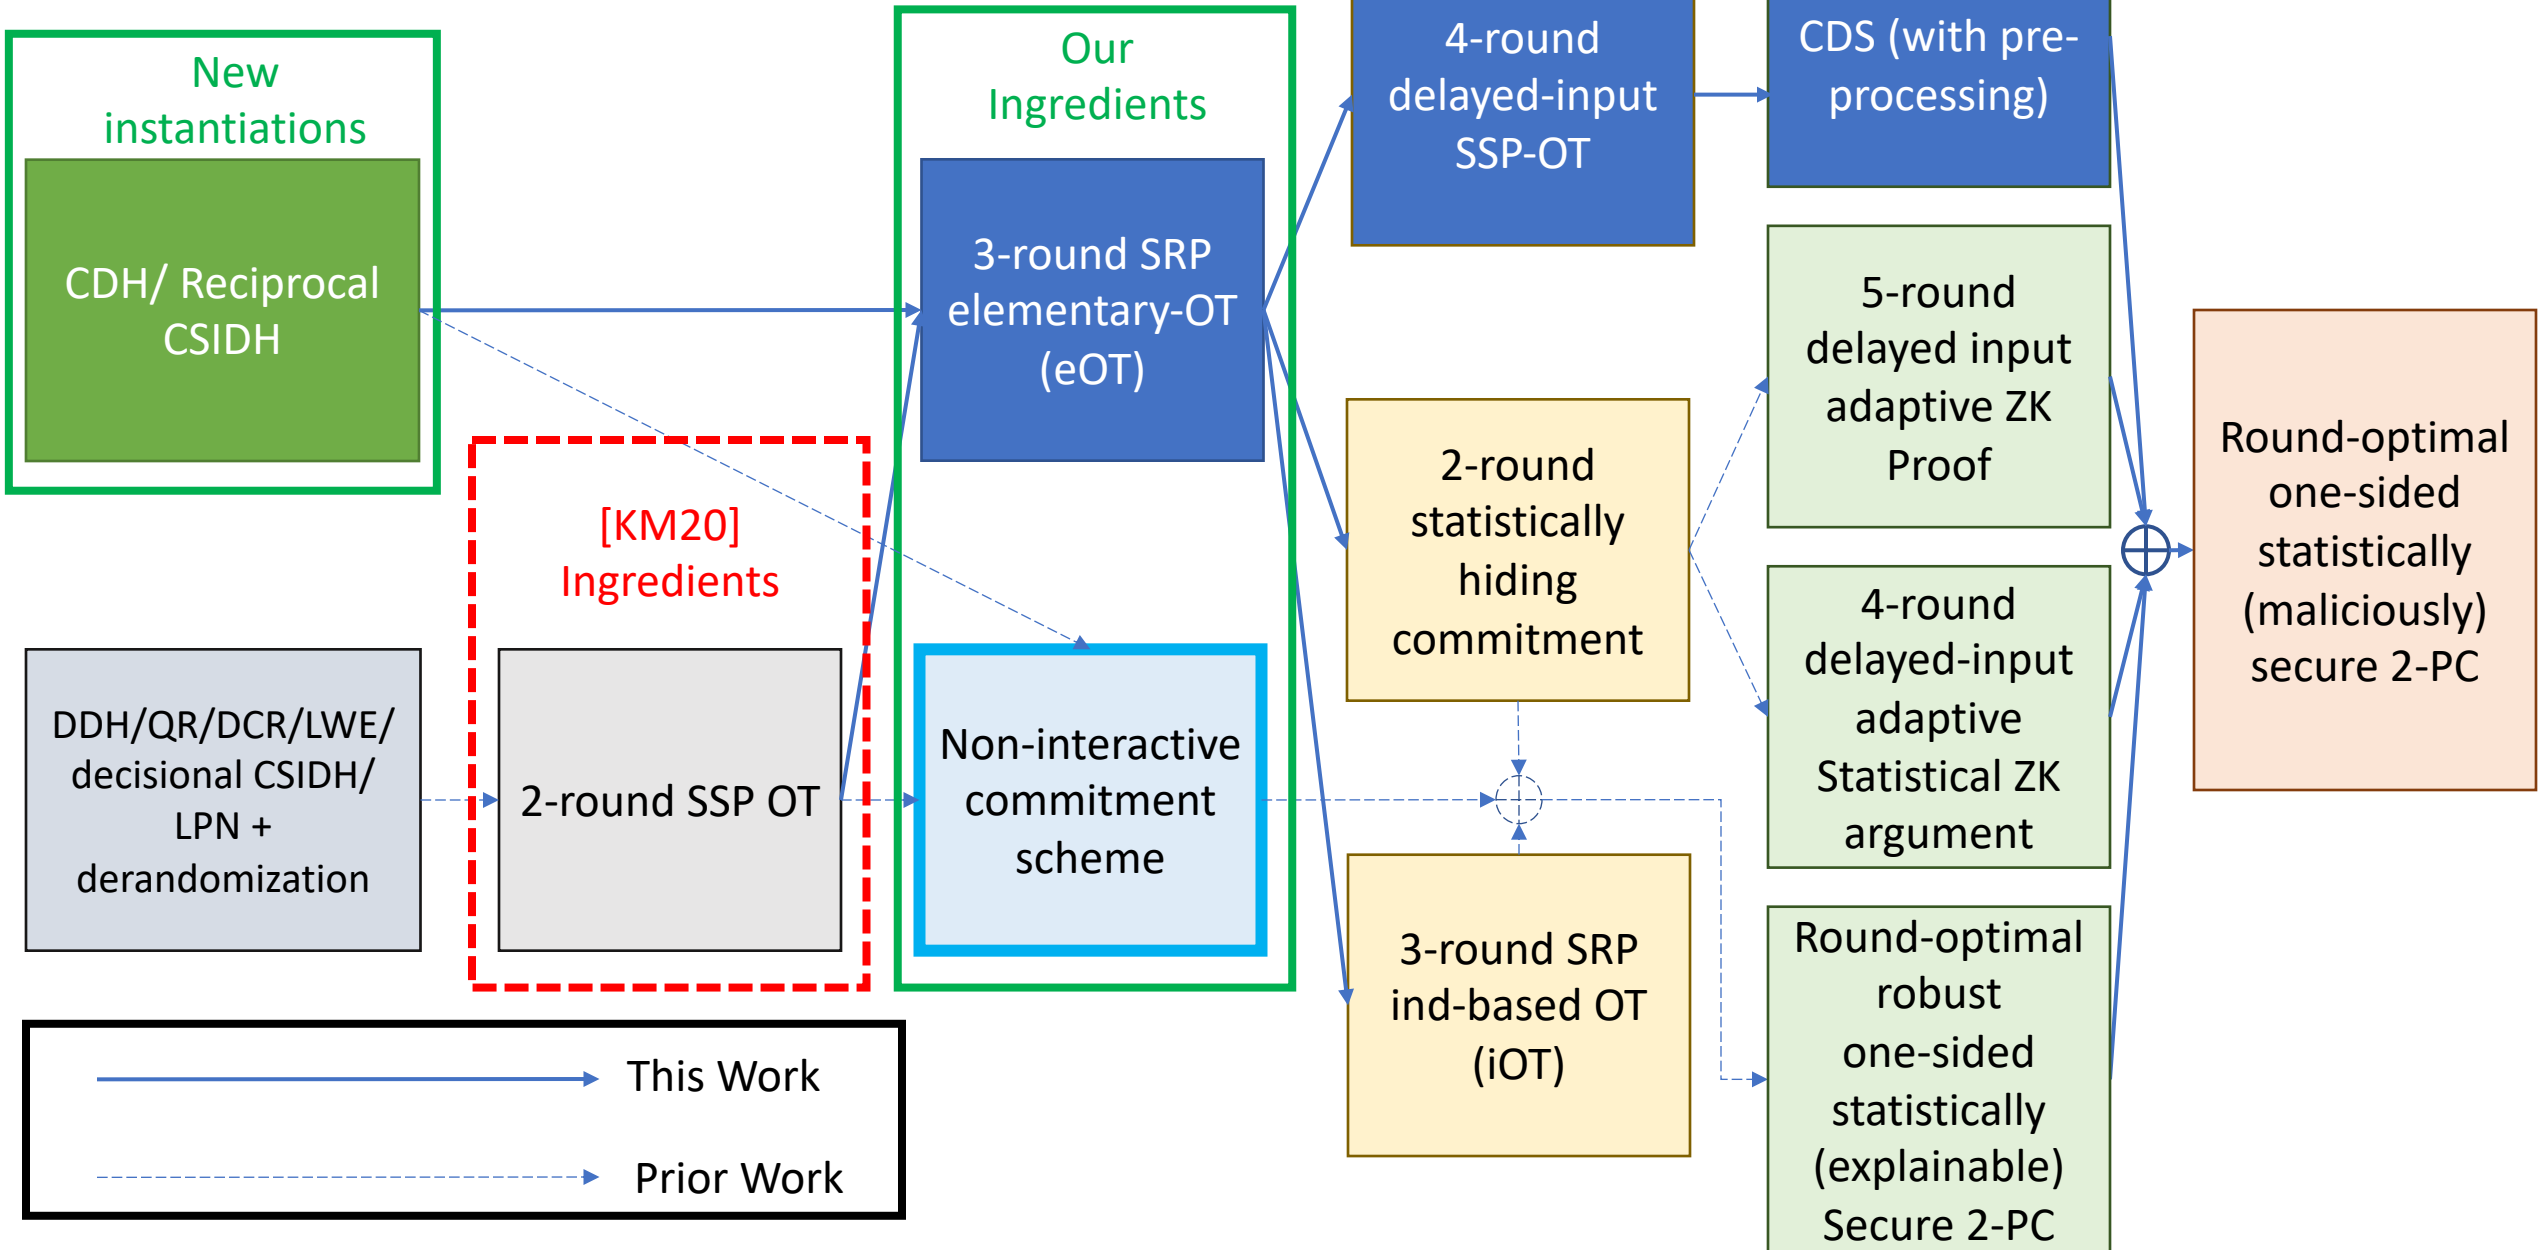 New
instantiations
CDH/ Reciprocal
CSIDH
DDH/QR/DCR/LWE/
decisional CSIDH/
LPN +
derandomization
[KM20]
Ingredients
2-round SSP OT
Our
Ingredients
3-round SRP
elementary-OT
(eOT)
Non-interactive
commitment
scheme
4-round
delayed-input
SSP-OT
2-round
statistically
hiding
commitment
3-round SRP
ind-based OT
(iOT)
CDS (with pre-
processing)
5-round
delayed input
adaptive ZK
Proof
4-round
delayed-input
adaptive
Statistical ZK
argument
Round-optimal
robust
one-sided
statistically
(explainable)
Secure 2-PC
Round-optimal
one-sided
statistically
(maliciously)
secure 2-PC
This Work
Prior Work